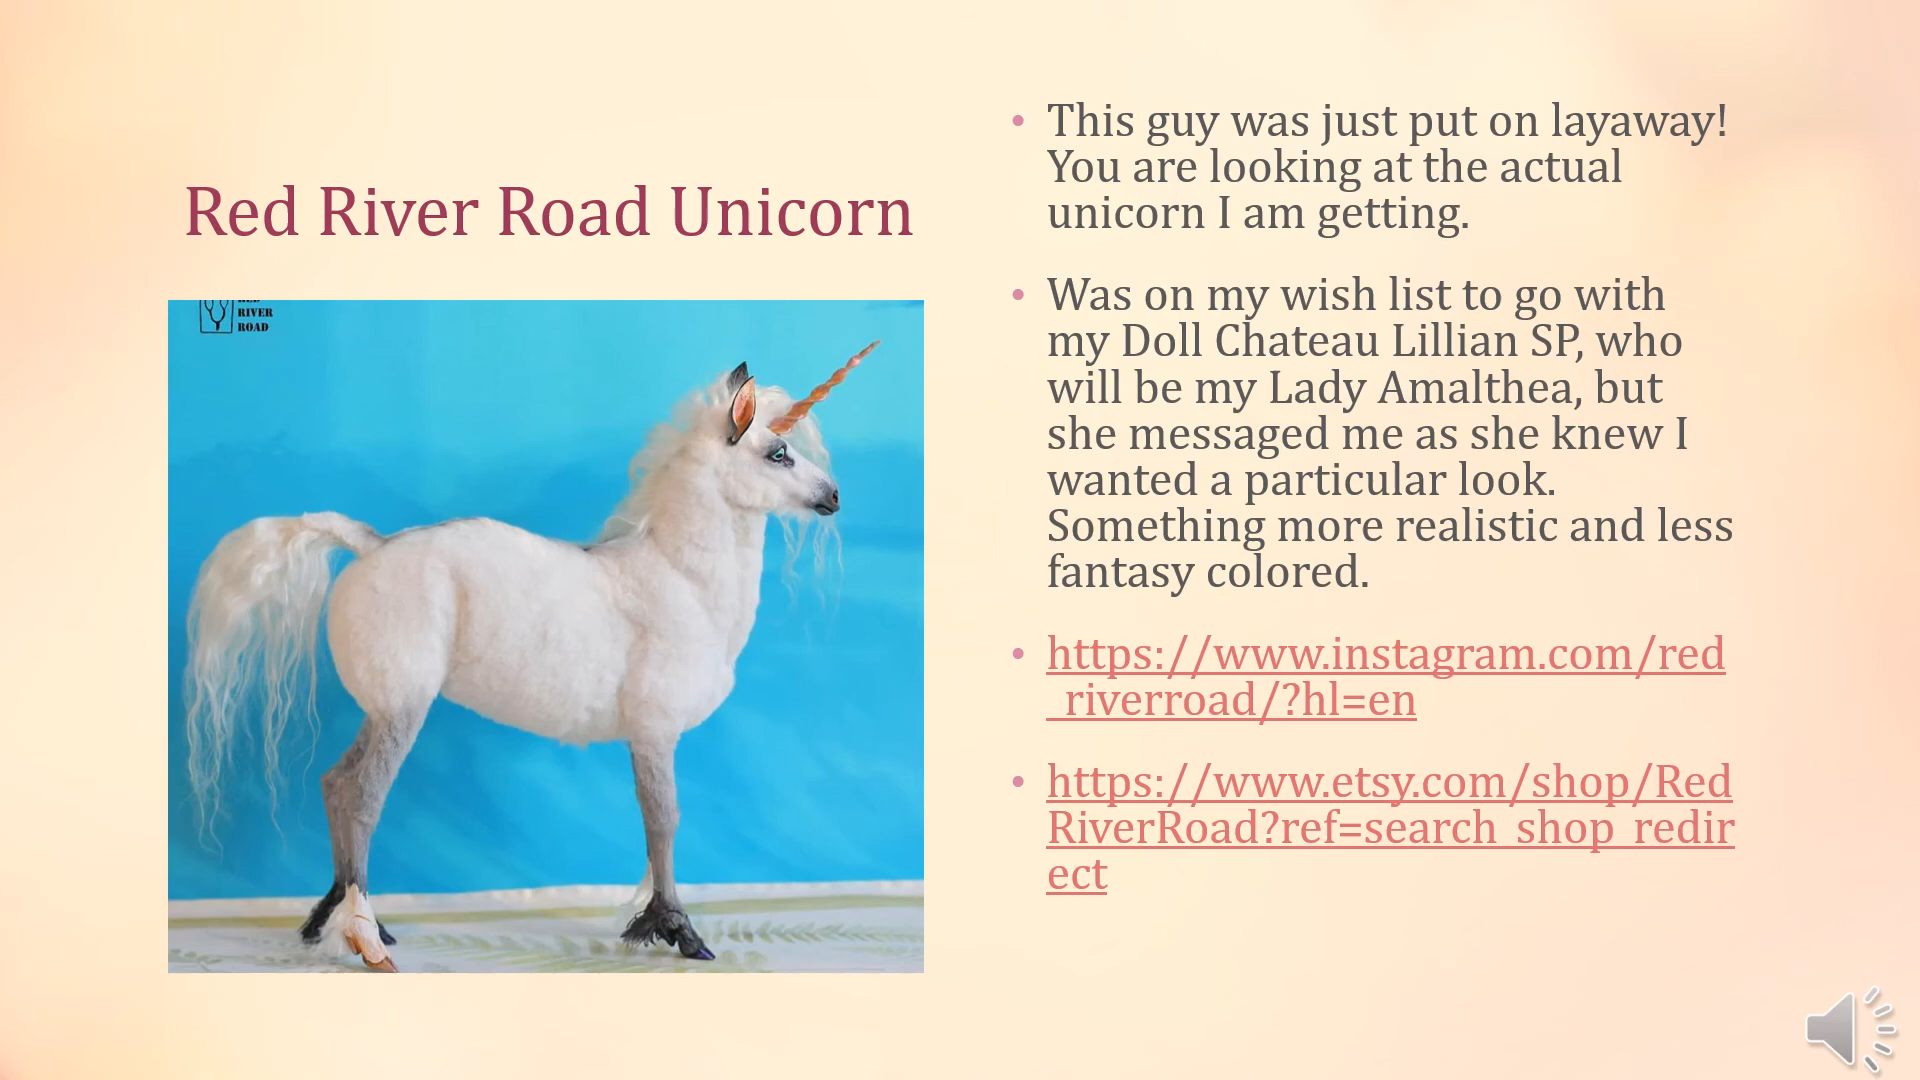 Red River Road Unicorn
RIVER
ROAD
• This guy was just put on layaway!
You are looking at the actual
unicorn I am getting.
• Was on my wish list to go with
my Doll Chateau Lillian SP, who
will be my Lady Amalthea, but
she messaged me as she knew I
wanted a particular look.
Something more realistic and less
fantasy colored.
• https://www.instagram.com/red
_riverroad/?hl=en
• https://www.etsy.com/shop/Red
RiverRoad?ref=search_shop_redir
ect